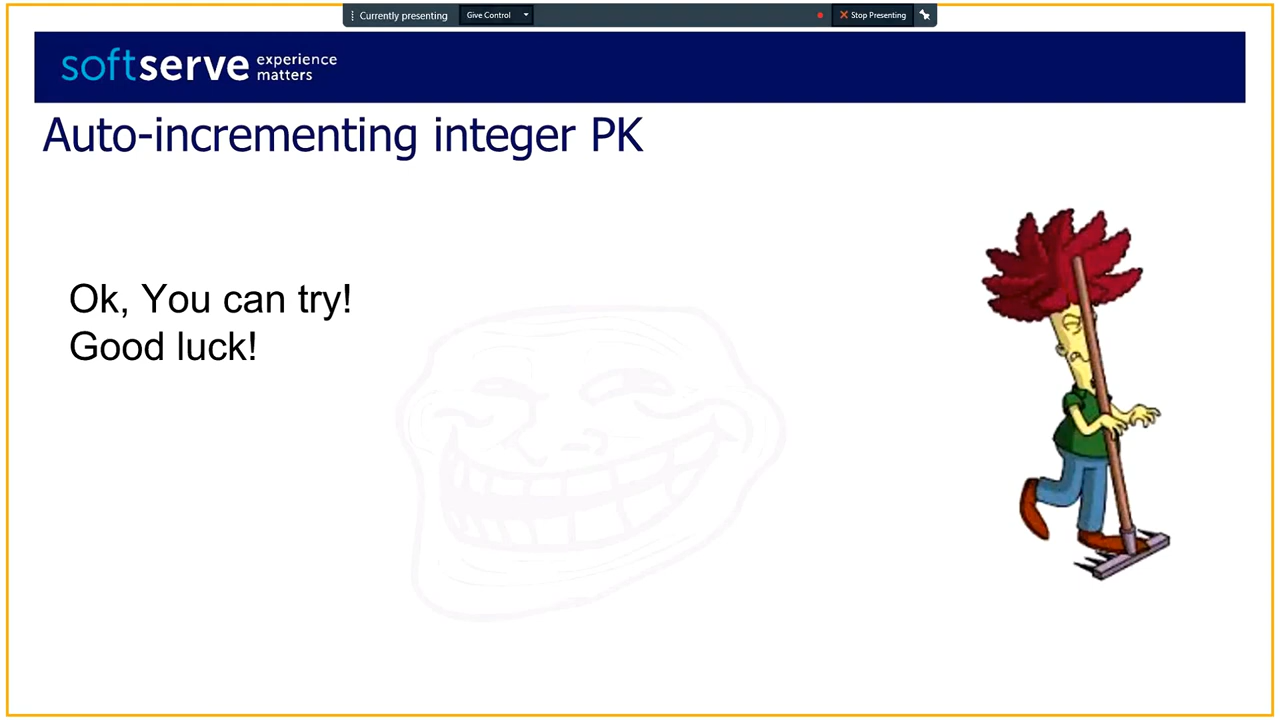 Currently presenting
Give Control
Stop Presenting
softserve experience matters
Auto-incrementing integer PK
Ok, You can try!
Good luck!